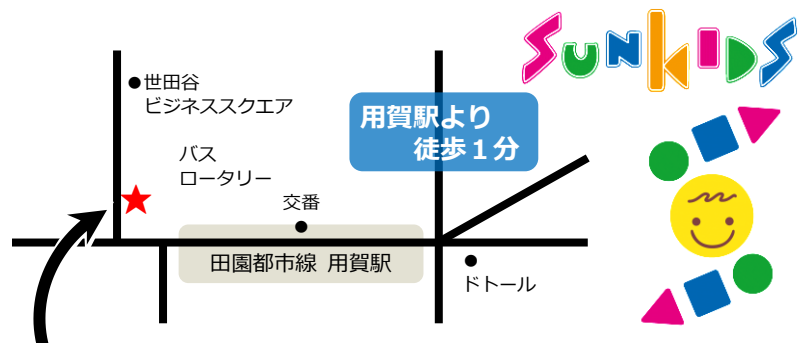 SUNKIDS
●世田谷
ビジネススクエア
用賀駅より
徒歩１分
バス
ロータリー
交番
田園都市線 用賀駅
ドトール